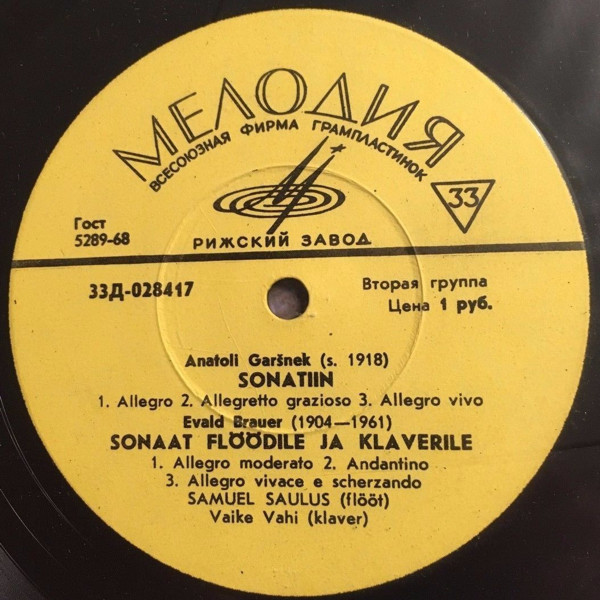 МЕЛОДИЯ
ВСЕСОЮЗНАЯ ФИРМА ГРАМПЛАСТИНОК
33
Гост
5289-68
РИЖСКИЙ ЗАВОД
33Д-028417
Вторая группа
Цена 1 руб.
Anatoli Garšnek (s. 1918)
SONATIIN
1. Allegro 2. Allegretto grazioso 3. Allegro vivo
Evald Brauer (1904—1961)
SONAAT FLÖÖDILE JA KLAVERILE
1. Allegro moderato 2. Andantino
3. Allegro vivace e scherzando
SAMUEL SAULUS (flööt)
Vaike Vahi (klaver)